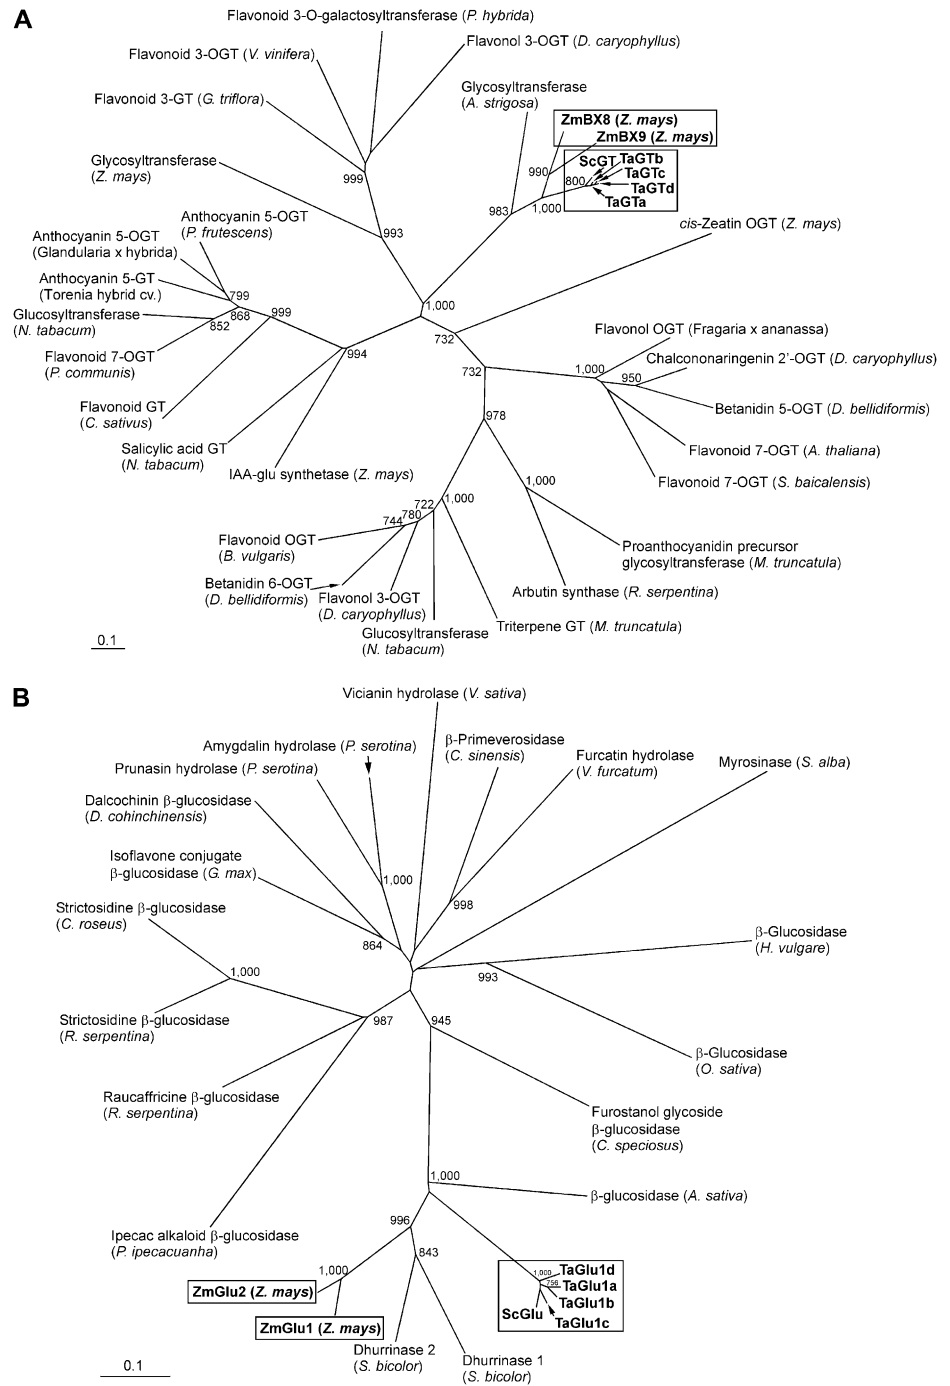 A
Flavonoid 3-O-galactosyltransferase (P. hybrida)
Flavonoid 3-OGT (V. vinifera)
Flavonol 3-OGT (D. caryophyllus)
Flavonoid 3-GT (G. triflora)
Glycosyltransferase
(A. strigosa)
ZmBX8 (Z. mays)
ZmBX9 (Z. mays)
Glycosyltransferase
(Z. mays)
999
990
800
ScGT
TaGTb
TaGTc
TaGTd
TaGTa
983
1,000
993
Anthocyanin 5-OGT
(P. frutescens)
cis-Zeatin OGT (Z. mays)
Anthocyanin 5-OGT
(Glandularia x hybrida)
Anthocyanin 5-GT
(Torenia hybrid cv.)
799
868
999
852
1,000
Glucosyltransferase
(N. tabacum)
Flavonoid 7-OGT
(P. communis)
994
732
732
Flavonol OGT (Fragaria x ananassa)
Chalcononaringenin 2'-OGT (D. caryophyllus)
1,000
950
Betanidin 5-OGT (D. bellidiformis)
Flavonoid GT
(C. sativus)
978
Salicylic acid GT
(N. tabacum)
Flavonoid 7-OGT (A. thaliana)
IAA-glu synthetase (Z. mays)
Flavonoid 7-OGT (S. baicalensis)
1,000
1,000
722
780
744
Flavonoid OGT
(B. vulgaris)
Proanthocyanidin precursor
glycosyltransferase (M. truncatula)
Betanidin 6-OGT
(D. bellidiformis)
Flavonol 3-OGT
(D. caryophyllus)
Arbutin synthase (R. serpentina)
Glucosyltransferase
(N. tabacum)
Triterpene GT (M. truncatula)
0.1
B
Vicianin hydrolase (V. sativa)
Amygdalin hydrolase (P. serotina)
β-Primeverosidase
(C. sinensis)
Furcatin hydrolase
(V. furcatum)
Myrosinase (S. alba)
Prunasin hydrolase (P. serotina)
Dalcochinin β-glucosidase
(D. cohinchinensis)
Isoflavone conjugate
β-glucosidase (G. max)
1,000
998
Strictosidine β-glucosidase
(C. roseus)
864
β-Glucosidase
(H. vulgare)
1,000
993
Strictosidine β-glucosidase
(R. serpentina)
987
945
β-Glucosidase
(O. sativa)
Raucaffricine β-glucosidase
(R. serpentina)
Furostanol glycoside
β-glucosidase
(C. speciosus)
1,000
β-glucosidase (A. sativa)
Ipecac alkaloid β-glucosidase
(P. ipecacuanha)
996
843
1,000
ZmGlu2 (Z. mays)
ZmGlu1 (Z. mays)
1,000
756
TaGlu1d
TaGlu1a
TaGlu1b
ScGlu
TaGlu1c
Dhurrinase 2
(S. bicolor)
Dhurrinase 1
(S. bicolor)
0.1